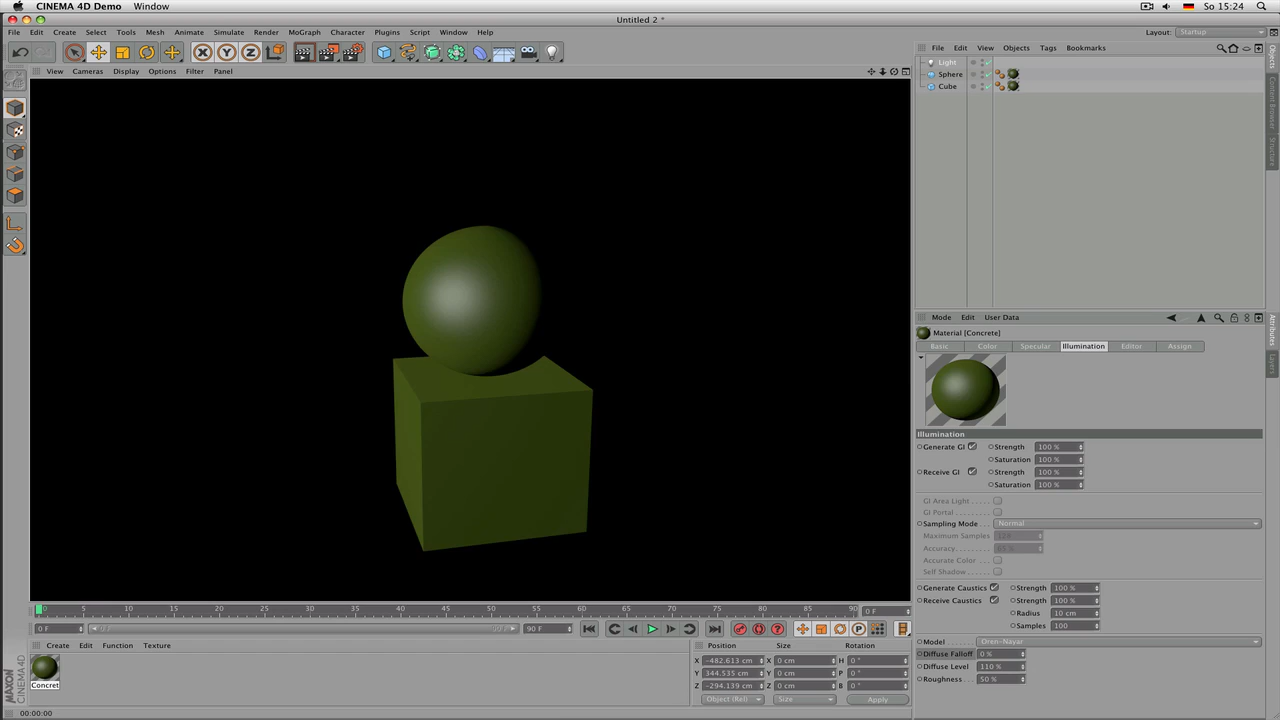 CINEMA 4D Demo Window So 15:24
Untitled 2 *
File Edit Create Select Tools Mesh Animate Simulate Render MoGraph Character Plugins Script Window Help Layout: Startup
X Y Z
View Cameras Display Options Filter Panel
File Edit View Objects Tags Bookmarks
Light
Sphere
Cube
Objects
Content Browser
Structure
Mode Edit User Data
Attributes
Layers
Material [Concrete]
Basic Color Specular Illumination Editor Assign
Illumination
Generate GI Strength 100 %
Saturation 100 %
Receive GI Strength 100 %
Saturation 100 %
GI Area Light . . . . .
GI Portal . . . . . . . . .
Sampling Mode Normal
Maximum Samples
Accuracy. . . . . . . . .
Accurate Color . . . .
Self Shadow. . . . . .
Generate Caustics Strength 100 %
Receive Caustics Strength 100 %
Radius 10 cm
Samples 100
Model . . . . . . . . Oren-Nayar
Diffuse Falloff 0 %
Diffuse Level 110 %
Roughness. 50 %
0 5 10 15 20 25 30 35 40 45 50 55 60 65 70 75 80 85 90 0 F
0 F 90 F P
Create Edit Function Texture
Concret
Position Size Rotation
X -482.613 cm X 0 cm H 0 °
Y 344.535 cm Y 0 cm P 0 °
Z -294.139 cm Z 0 cm B 0 °
Object (Rel) Size Apply
MAXON
CINEMA 4D
00:00:00